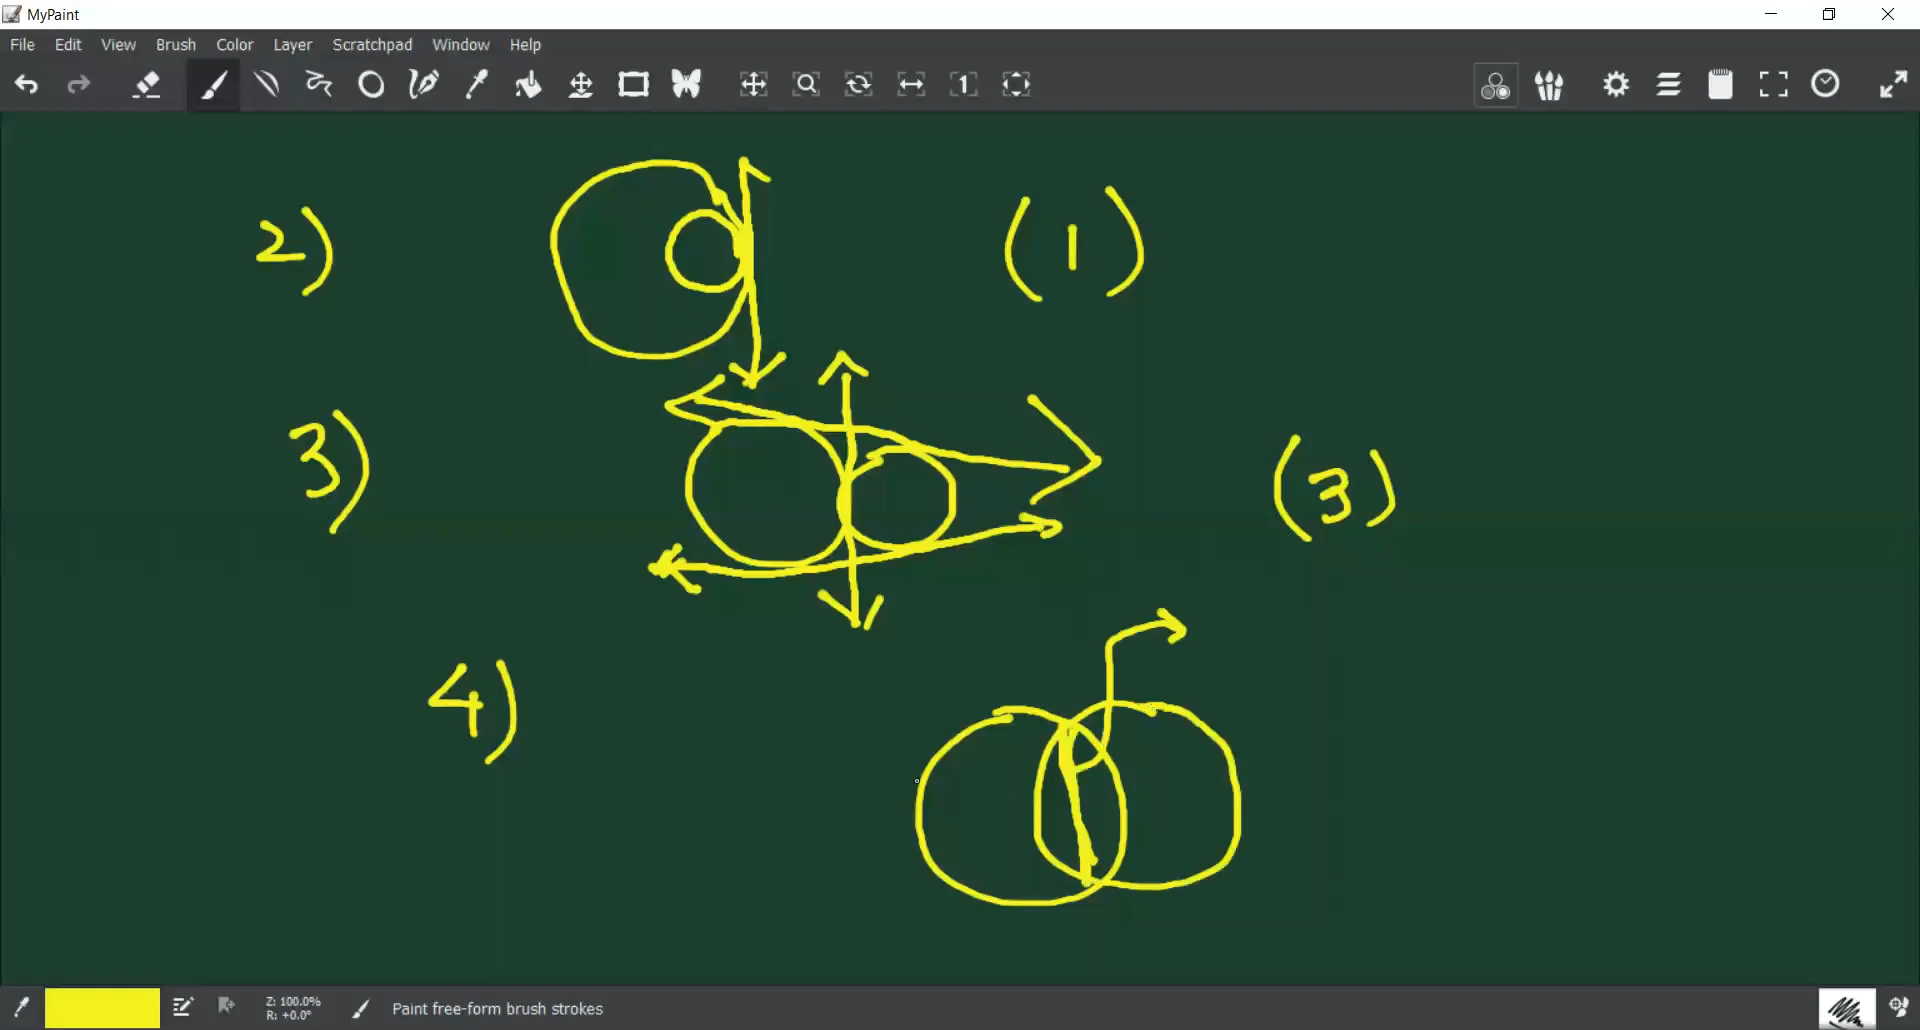 MyPaint
File Edit View Brush Color Layer Scratchpad Window Help
1
2) (1)
3) (3)
4)
Z: 100.0%
R: +0.0°
Paint free-form brush strokes